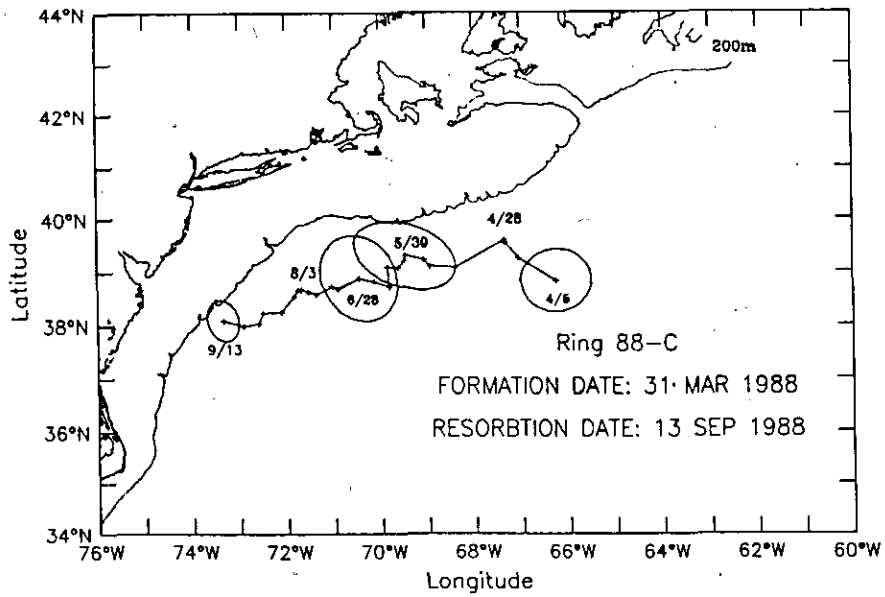 44°N
200m
42°N
40°N
4/28
5/30
8/3
6/28
4/5
38°N
9/13
Ring 88-C
FORMATION DATE: 31 MAR 1988
RESORBTION DATE: 13 SEP 1988
36°N
34°N
76°W 74°W 72°W 70°W 68°W 66°W 64°W 62°W 60°W
Longitude
Latitude